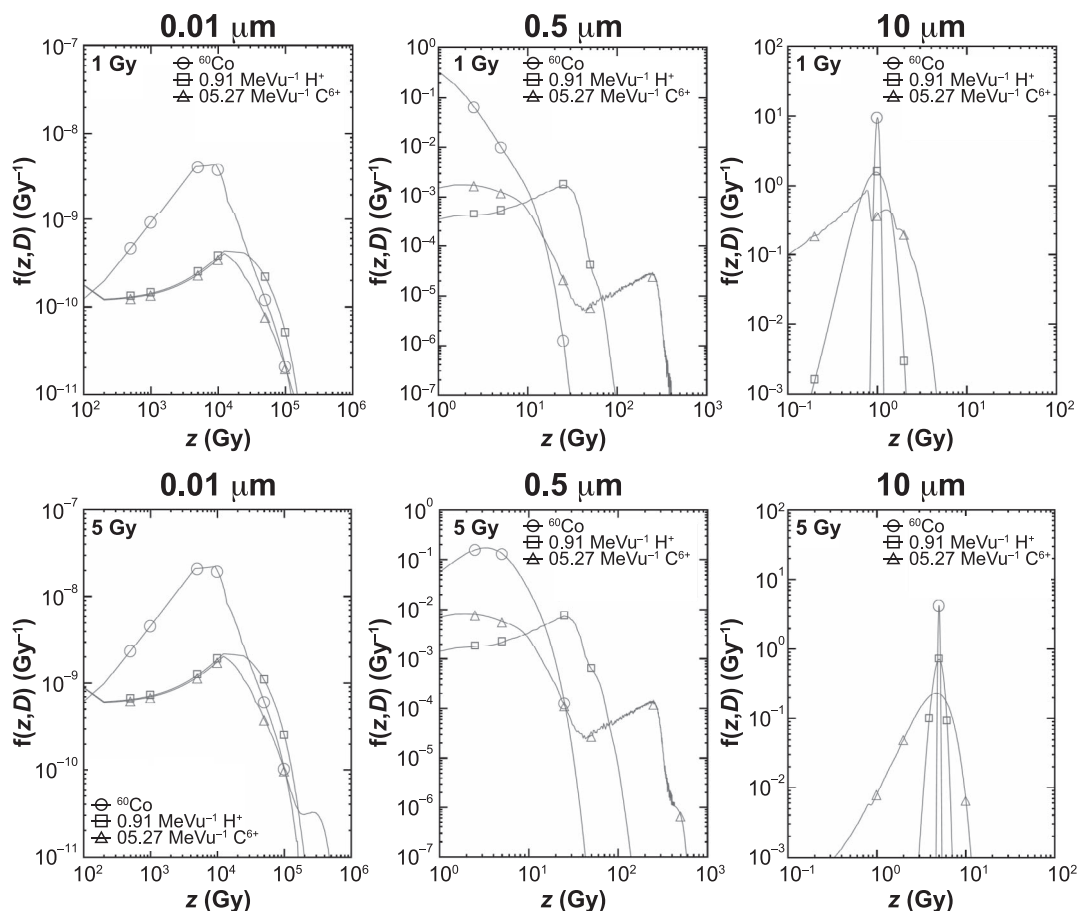 0.01 μm
10⁻⁷
10⁻⁸
10⁻⁹
10⁻¹⁰
10⁻¹¹
f(z,D) (Gy⁻¹)
1 Gy
⁶⁰Co
0.91 MeVu⁻¹ H⁺
05.27 MeVu⁻¹ C⁶⁺
10² 10³ 10⁴ 10⁵ 10⁶
z (Gy)
0.5 μm
10⁰
10⁻¹
10⁻²
10⁻³
10⁻⁴
10⁻⁵
10⁻⁶
10⁻⁷
f(z,D) (Gy⁻¹)
1 Gy
⁶⁰Co
0.91 MeVu⁻¹ H⁺
05.27 MeVu⁻¹ C⁶⁺
10⁰ 10¹ 10² 10³
z (Gy)
10 μm
10²
10¹
10⁰
10⁻¹
10⁻²
10⁻³
f(z,D) (Gy⁻¹)
1 Gy
⁶⁰Co
0.91 MeVu⁻¹ H⁺
05.27 MeVu⁻¹ C⁶⁺
10⁻¹ 10⁰ 10¹ 10²
z (Gy)
0.01 μm
10⁻⁷
10⁻⁸
10⁻⁹
10⁻¹⁰
10⁻¹¹
f(z,D) (Gy⁻¹)
5 Gy
⁶⁰Co
0.91 MeVu⁻¹ H⁺
05.27 MeVu⁻¹ C⁶⁺
10² 10³ 10⁴ 10⁵ 10⁶
z (Gy)
0.5 μm
10⁰
10⁻¹
10⁻²
10⁻³
10⁻⁴
10⁻⁵
10⁻⁶
10⁻⁷
f(z,D) (Gy⁻¹)
5 Gy
⁶⁰Co
0.91 MeVu⁻¹ H⁺
05.27 MeVu⁻¹ C⁶⁺
10⁰ 10¹ 10² 10³
z (Gy)
10 μm
10²
10¹
10⁰
10⁻¹
10⁻²
10⁻³
f(z,D) (Gy⁻¹)
5 Gy
⁶⁰Co
0.91 MeVu⁻¹ H⁺
05.27 MeVu⁻¹ C⁶⁺
10⁻¹ 10⁰ 10¹ 10²
z (Gy)